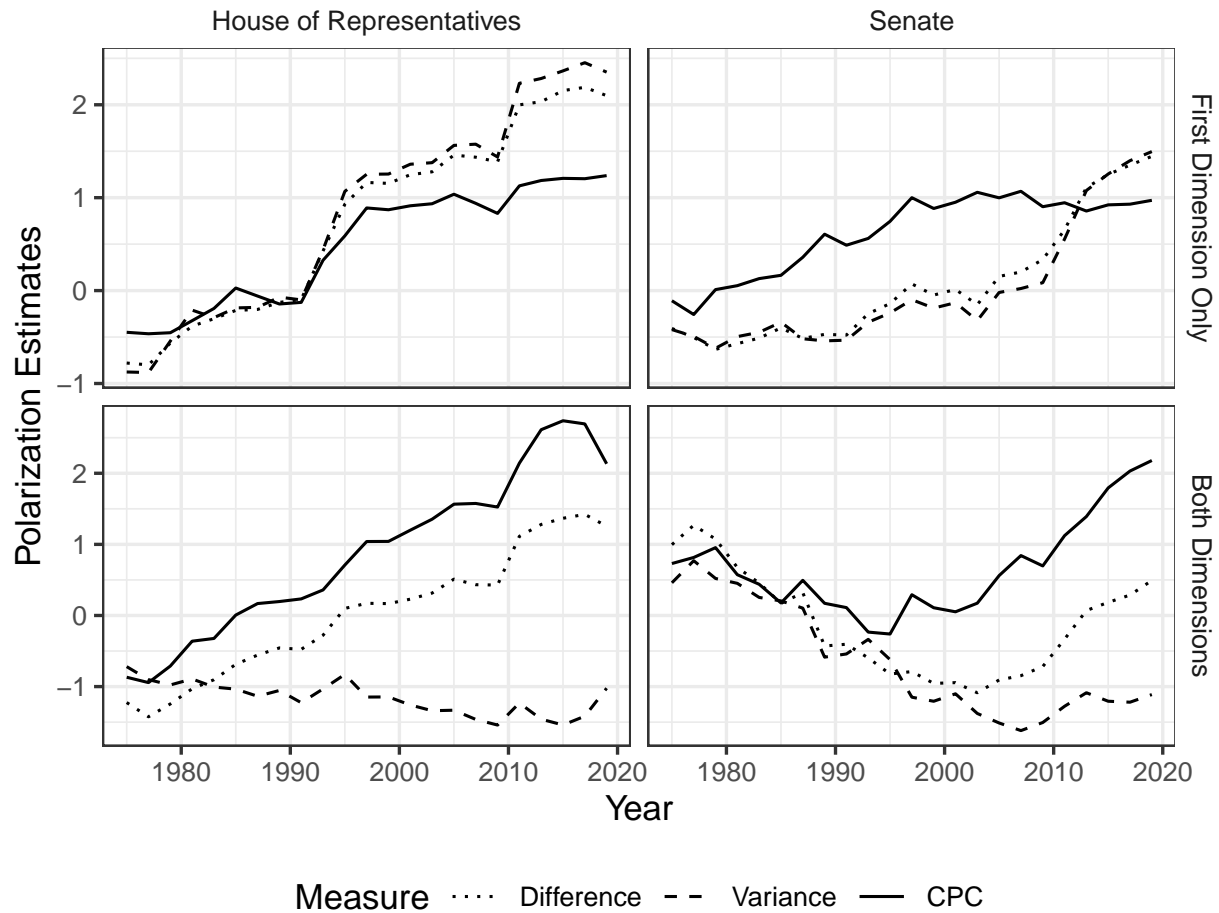 House of Representatives
Senate
First Dimension Only
2
1
0
−1
Both Dimensions
2
1
0
−1
Polarization Estimates
1980
1990
2000
2010
2020
1980
1990
2000
2010
2020
Year
Measure Difference Variance CPC